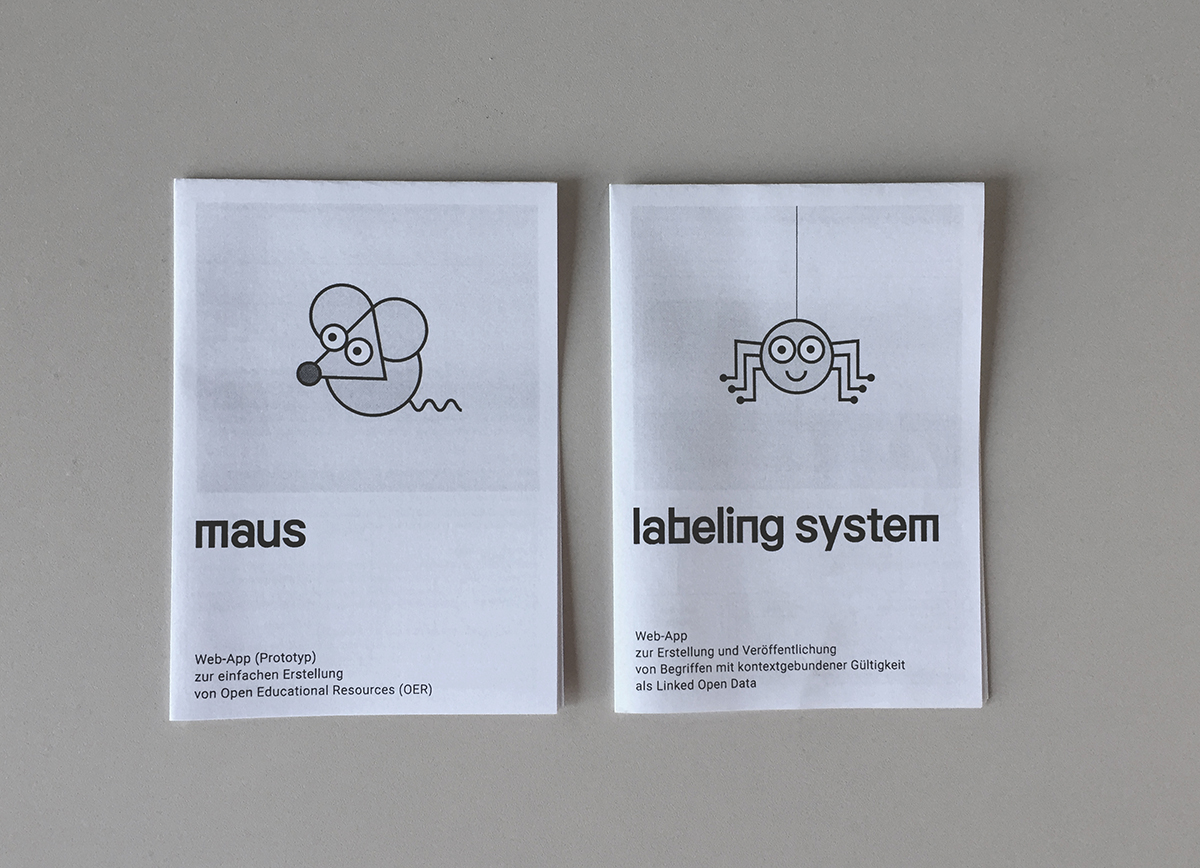 maus
Web-App (Prototyp)
zur einfachen Erstellung
von Open Educational Resources (OER)
labeling system
Web-App
zur Erstellung und Veröffentlichung
von Begriffen mit kontextgebundener Gültigkeit
als Linked Open Data